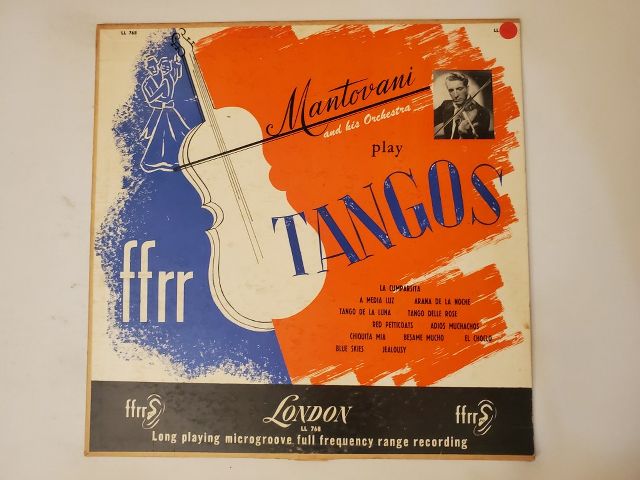 LL 768
LL
Mantovani
and his Orchestra
play
TANGOS
ffrr
LA CUMPARSITA
A MEDIA LUZ ARANA DE LA NOCHE
TANGO DE LA LUNA TANGO DELLE ROSE
RED PETTICOATS ADIOS MUCHACHOS
CHIQUITA MIA BESAME MUCHO EL CHOCLO
BLUE SKIES JEALOUSY
ffrr LONDON ffrr
LL 768
Long playing microgroove full frequency range recording